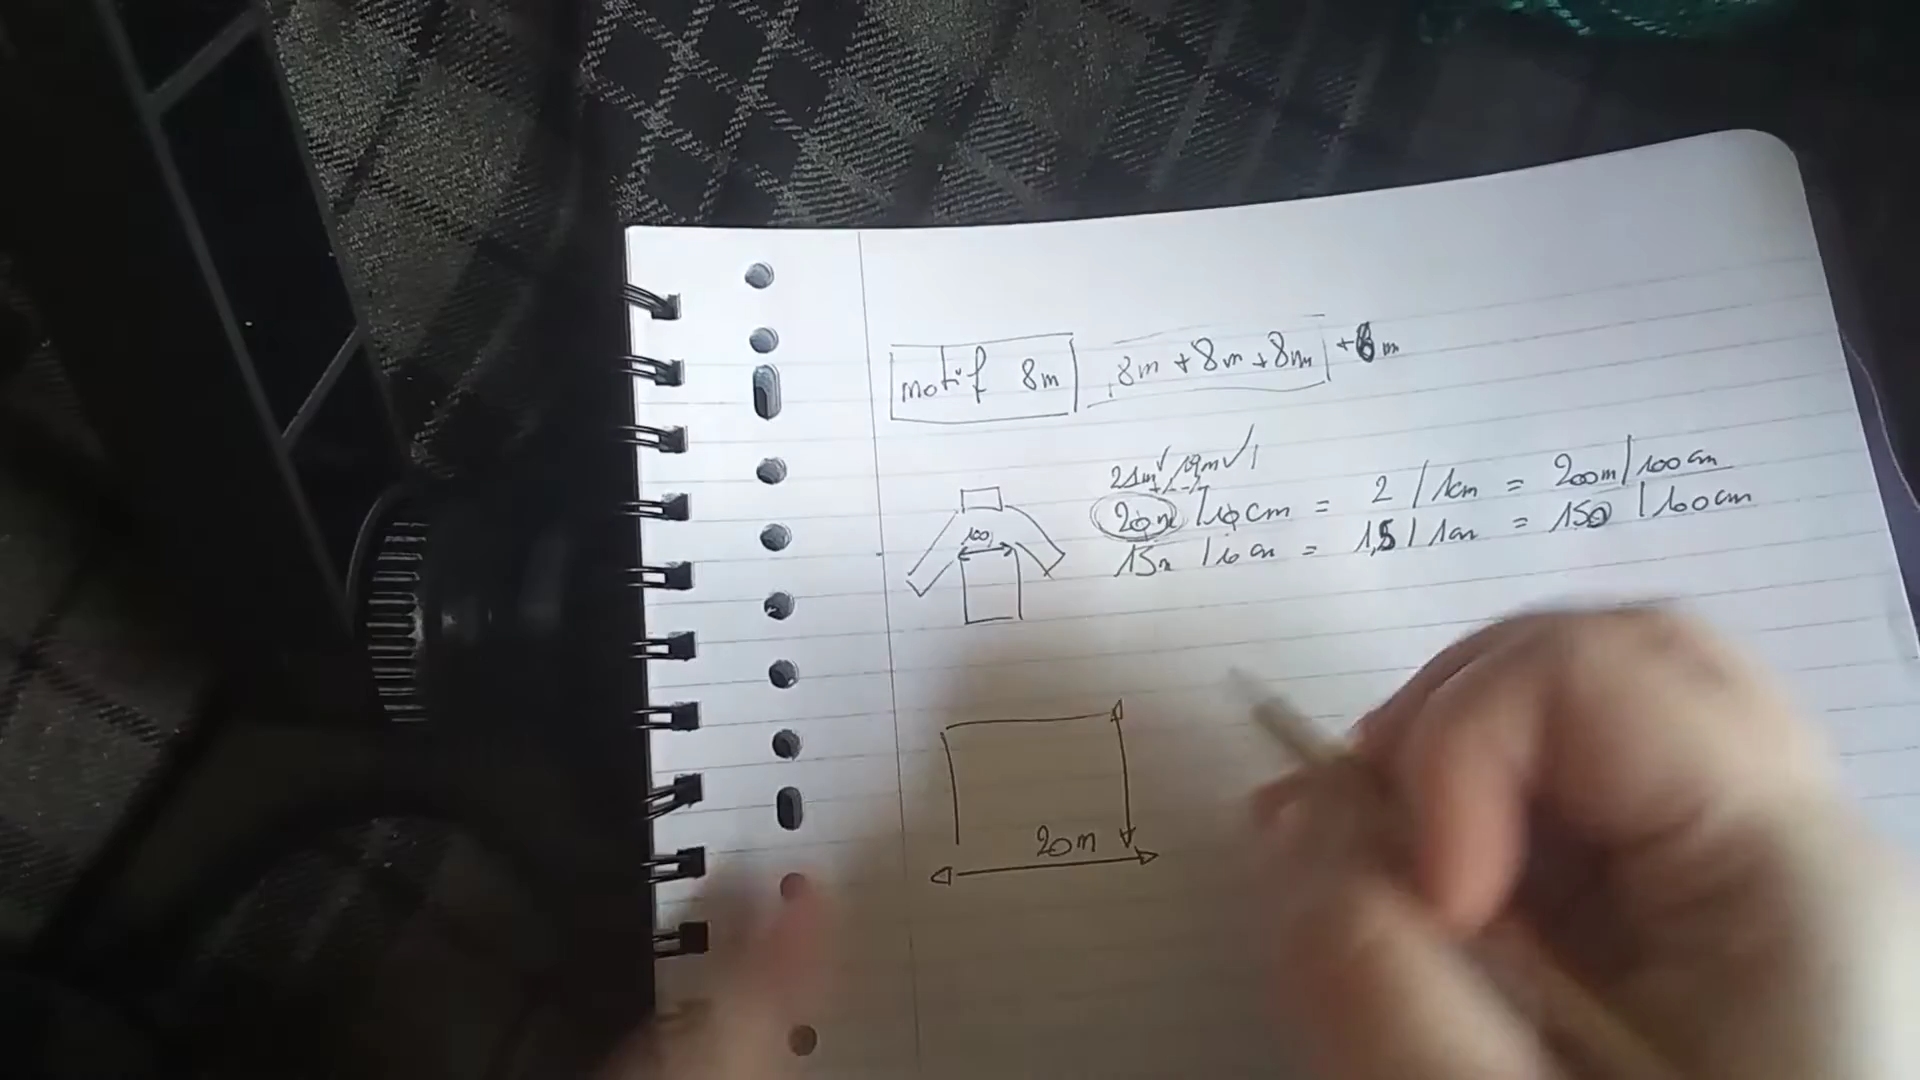 motif 8m 8m + 8m + 8m + 8m
21m / 19m /
20m / 10cm = 2 / 1cm = 200m / 100cm
100
15m / 10cm = 1,5 / 1cm = 150 / 100cm
20m